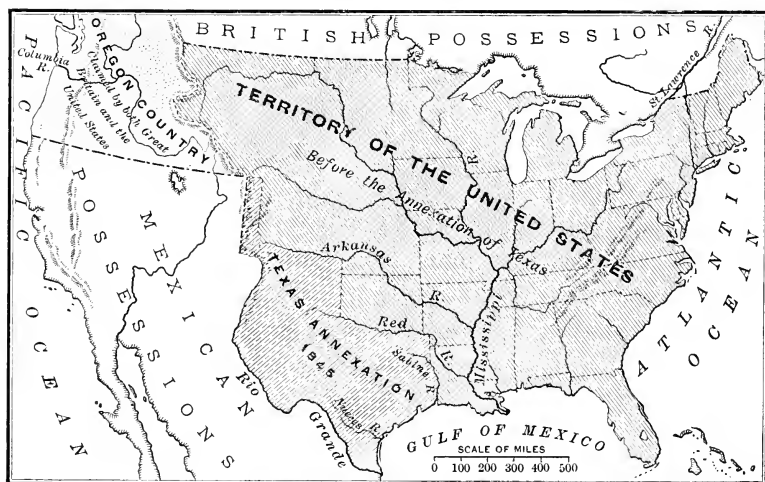 BRITISH POSSESSIONS
PACIFIC OCEAN
Columbia R.
OREGON COUNTRY
Claimed by both Great
Britain and the
United States
St. Lawrence R.
TERRITORY OF THE UNITED STATES
Before the Annexation of Texas
R.
MEXICAN
POSSESSIONS
ATLANTIC
OCEAN
Arkansas R
TEXAS ANNEXATION
1845
Red R.
Sabine R
Mississippi
Nueces R.
Rio Grande
GULF OF MEXICO
SCALE OF MILES
0 100 200 300 400 500